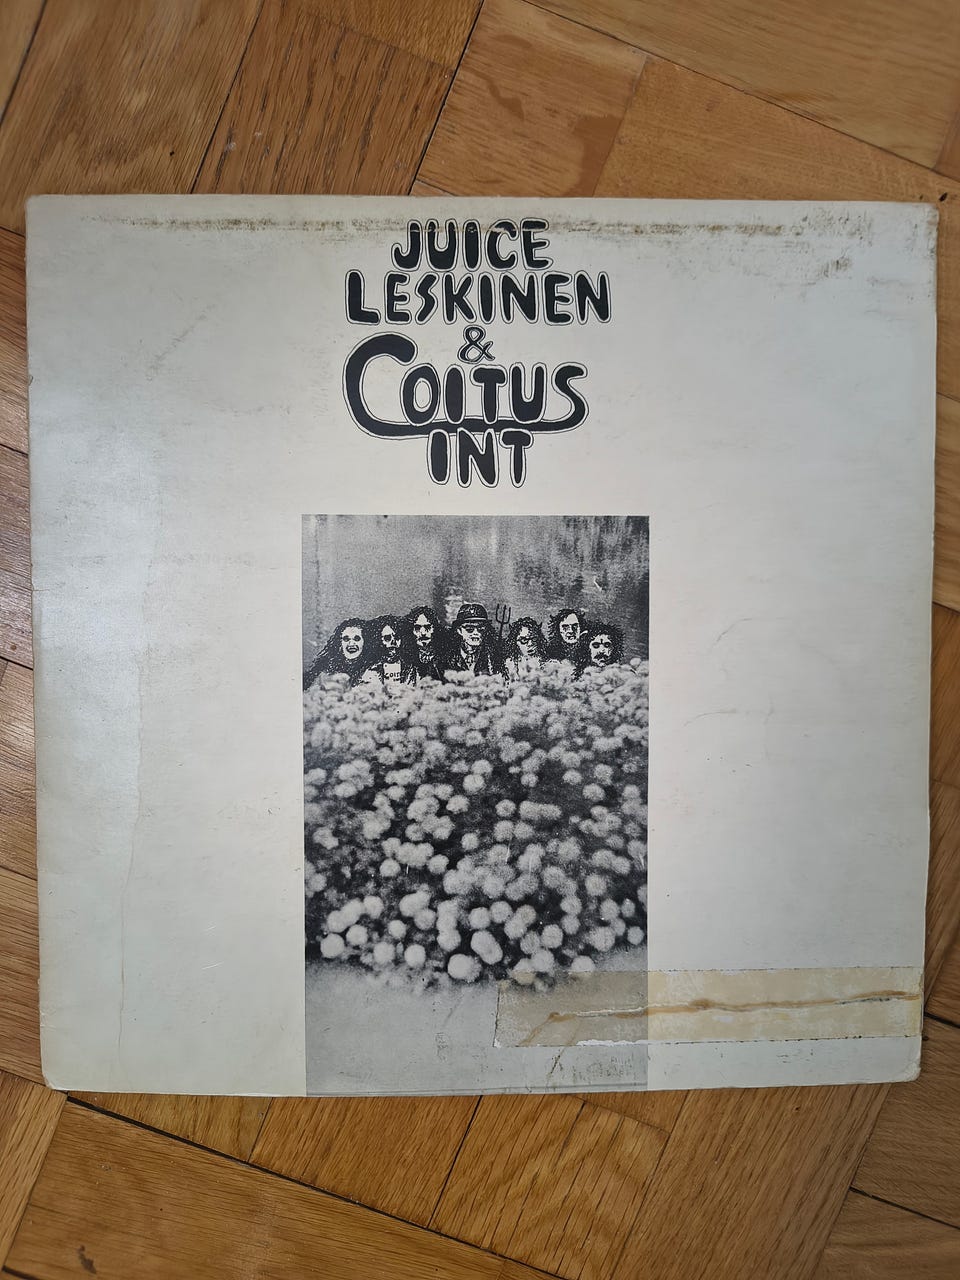 JUICE
LESKINEN
&
COITUS
INT